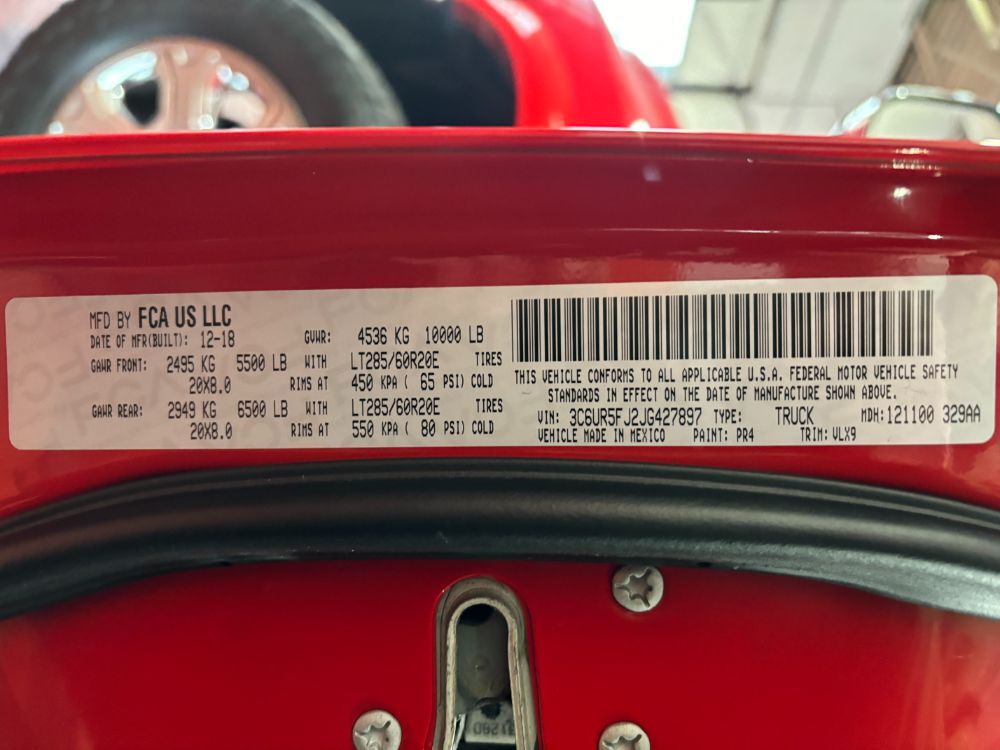 MFD BY FCA US LLC
DATE OF MFR(BUILT): 12-18 GVWR: 4536 KG 10000 LB
GAWR FRONT: 2495 KG 5500 LB WITH LT285/60R20E TIRES
20X8.0 RIMS AT 450 KPA ( 65 PSI) COLD
GAWR REAR: 2949 KG 6500 LB WITH LT285/60R20E TIRES
20X8.0 RIMS AT 550 KPA ( 80 PSI) COLD
THIS VEHICLE CONFORMS TO ALL APPLICABLE U.S.A. FEDERAL MOTOR VEHICLE SAFETY
STANDARDS IN EFFECT ON THE DATE OF MANUFACTURE SHOWN ABOVE.
VIN: 3C6UR5FJ2JG427897 TYPE: TRUCK MDH:121100 329AA
VEHICLE MADE IN MEXICO PAINT: PR4 TRIM: VLX9